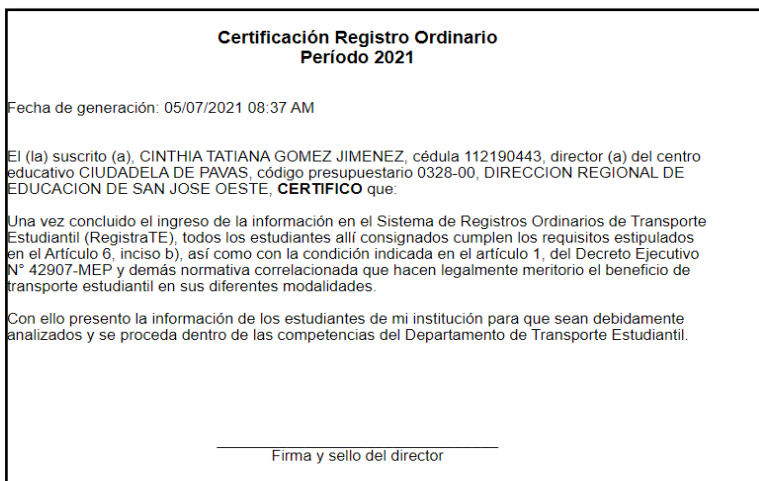 Certificación Registro Ordinario
Período 2021
Fecha de generación: 05/07/2021 08:37 AM
El (la) suscrito (a), CINTHIA TATIANA GOMEZ JIMENEZ, cédula 112190443, director (a) del centro
educativo CIUDADELA DE PAVAS, código presupuestario 0328-00, DIRECCION REGIONAL DE
EDUCACION DE SAN JOSE OESTE, CERTIFICO que:
Una vez concluido el ingreso de la información en el Sistema de Registros Ordinarios de Transporte
Estudiantil (RegistraTE), todos los estudiantes allí consignados cumplen los requisitos estipulados
en el Artículo 6, inciso b), así como con la condición indicada en el artículo 1, del Decreto Ejecutivo
N° 42907-MEP y demás normativa correlacionada que hacen legalmente meritorio el beneficio de
transporte estudiantil en sus diferentes modalidades.
Con ello presento la información de los estudiantes de mi institución para que sean debidamente
analizados y se proceda dentro de las competencias del Departamento de Transporte Estudiantil.
Firma y sello del director